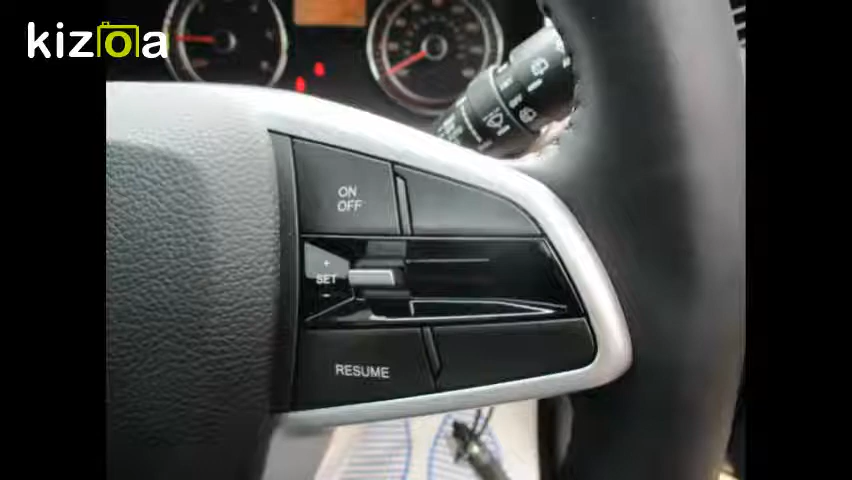 kizoa
ON
OFF
+
SET
-
RESUME